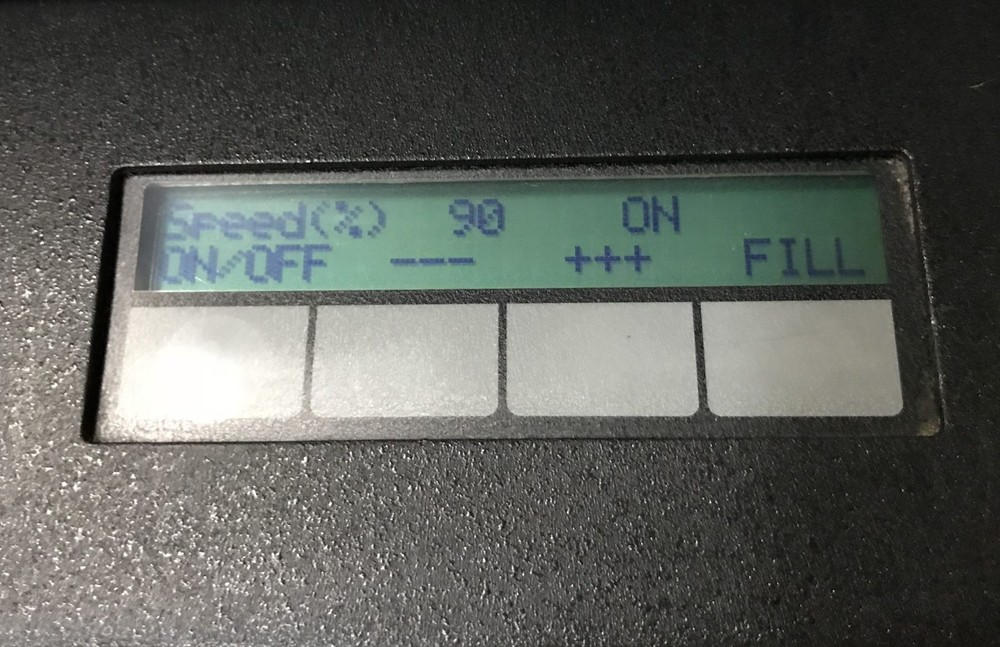 Speed(%) 90 ON
ON/OFF --- +++ FILL